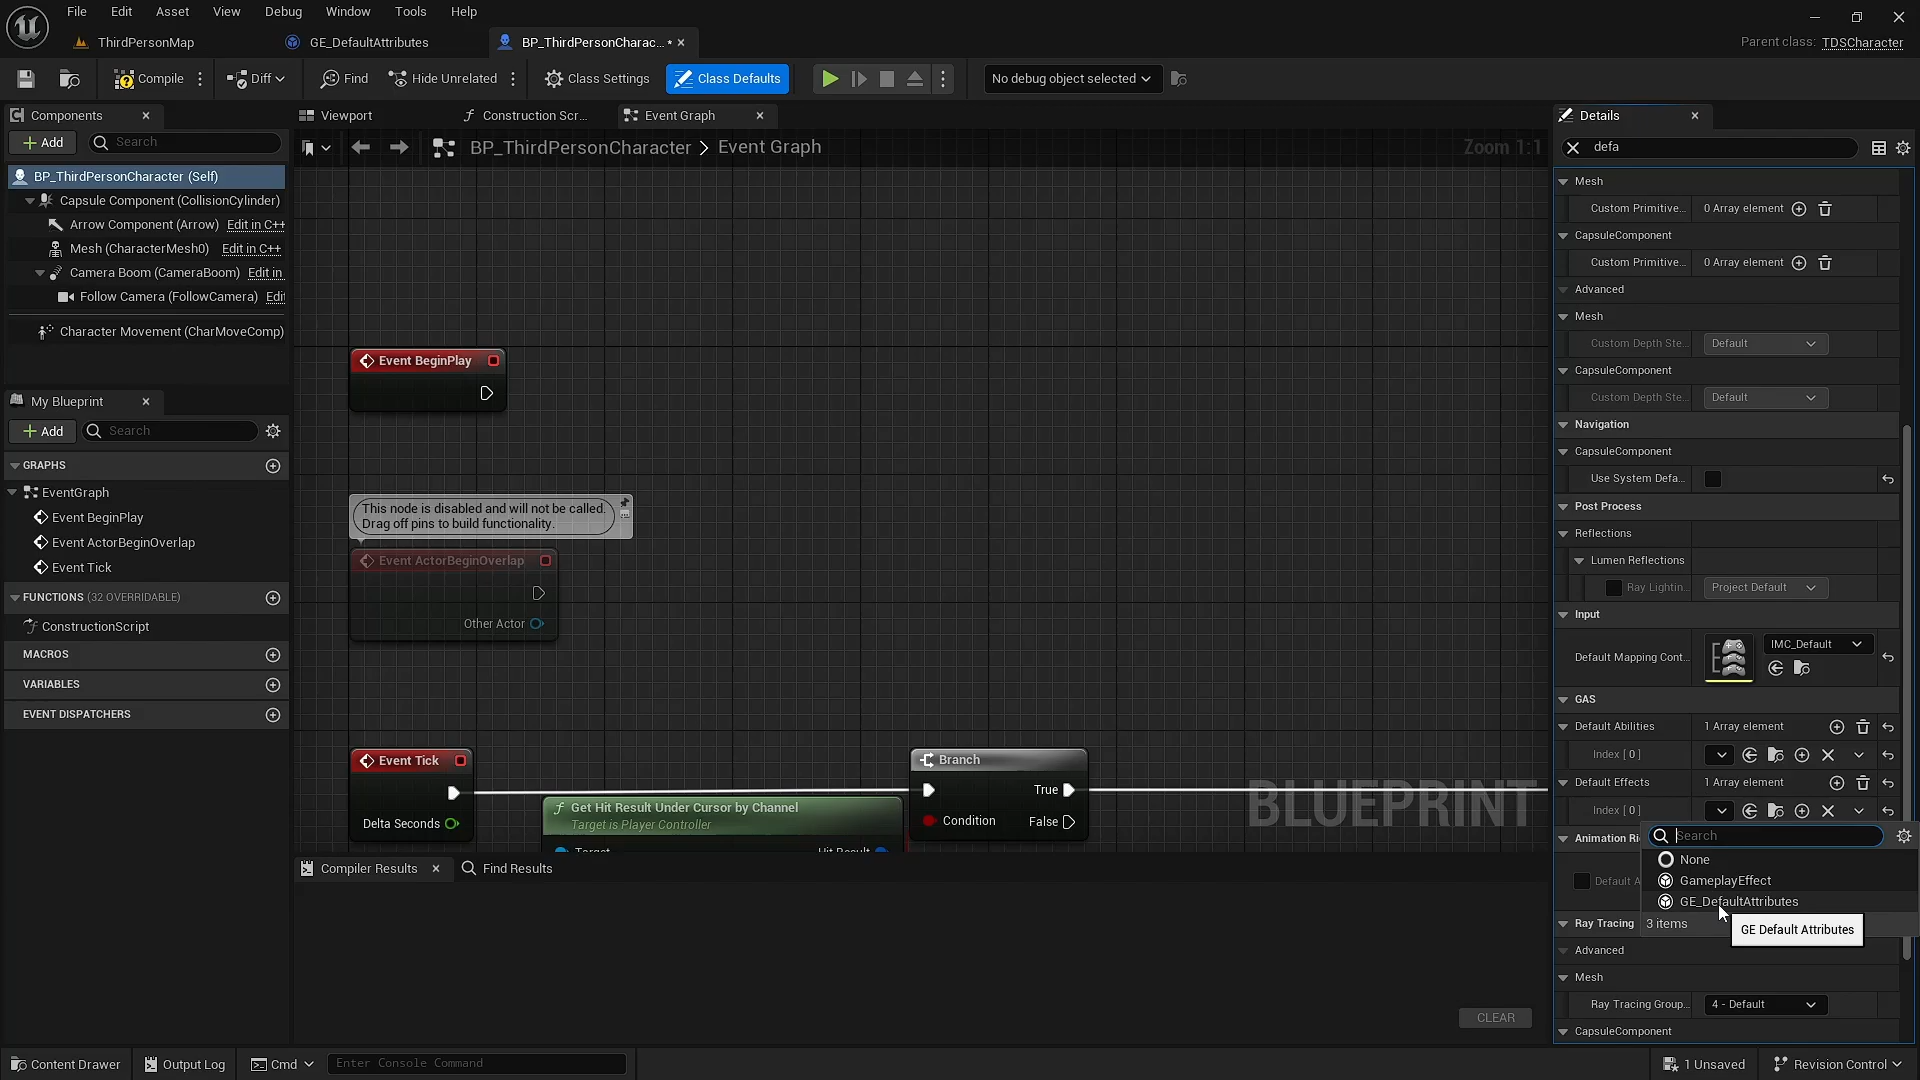 File Edit Asset View Debug Window Tools Help
ThirdPersonMap
GE_DefaultAttributes
BP_ThirdPersonCharac... •
Parent class: TDSCharacter
Compile
Diff
Find
Hide Unrelated
Class Settings
Class Defaults
No debug object selected
Components
Add
Search
BP_ThirdPersonCharacter (Self)
Capsule Component (CollisionCylinder)
Arrow Component (Arrow) Edit in C++
Mesh (CharacterMesh0) Edit in C++
Camera Boom (CameraBoom) Edit in
Follow Camera (FollowCamera) Edit
Character Movement (CharMoveComp)
My Blueprint
Add
Search
GRAPHS
EventGraph
Event BeginPlay
Event ActorBeginOverlap
Event Tick
FUNCTIONS (32 OVERRIDABLE)
ConstructionScript
MACROS
VARIABLES
EVENT DISPATCHERS
Viewport
Construction Scr...
Event Graph
BP_ThirdPersonCharacter > Event Graph
Zoom 1:1
Event BeginPlay
This node is disabled and will not be called.
Drag off pins to build functionality.
Event ActorBeginOverlap
Other Actor
Event Tick
Delta Seconds
Get Hit Result Under Cursor by Channel
Target is Player Controller
Target
Hit Result
Branch
True
Condition
False
BLUEPRINT
Compiler Results
Find Results
CLEAR
Details
defa
Mesh
Custom Primitive... 0 Array element
CapsuleComponent
Custom Primitive... 0 Array element
Advanced
Mesh
Custom Depth Ste... Default
CapsuleComponent
Custom Depth Ste... Default
Navigation
CapsuleComponent
Use System Defa...
Post Process
Reflections
Lumen Reflections
Ray Lightin... Project Default
Input
Default Mapping Cont... IMC_Default
GAS
Default Abilities 1 Array element
Index [ 0 ]
Default Effects 1 Array element
Index [ 0 ]
Animation Ri
Search
None
Default A
GameplayEffect
GE_DefaultAttributes
3 items
GE Default Attributes
Ray Tracing
Advanced
Mesh
Ray Tracing Group... 4 - Default
CapsuleComponent
Content Drawer
Output Log
Cmd
Enter Console Command
1 Unsaved
Revision Control